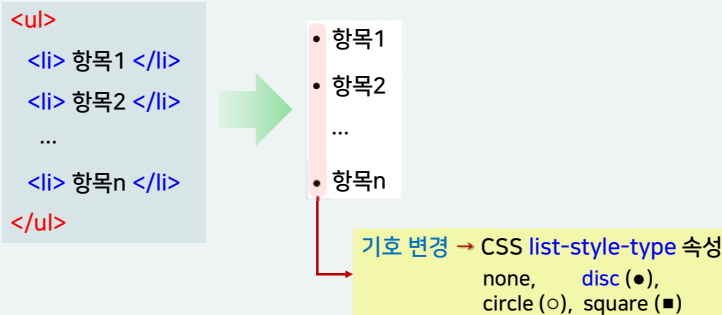 <ul>
<li> 항목1 </li>
<li> 항목2 </li>
...
<li> 항목n </li>
</ul>
• 항목1
• 항목2
...
• 항목n
기호 변경 → CSS list-style-type 속성
none, disc (●),
circle (○), square (■)